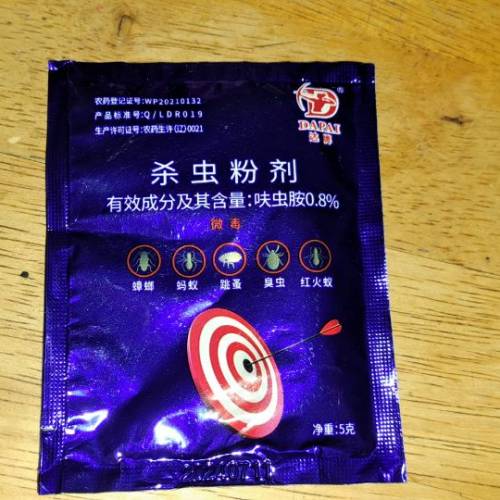 农药登记证号:WP20210132
产品标准号:Q/LDR019
生产许可证号:农药生许(辽)0021
®
DAPAI
达牌
杀虫粉剂
有效成分及其含量:呋虫胺0.8%
微毒
蟑螂 蚂蚁 跳蚤 臭虫 红火蚁
净重:5克